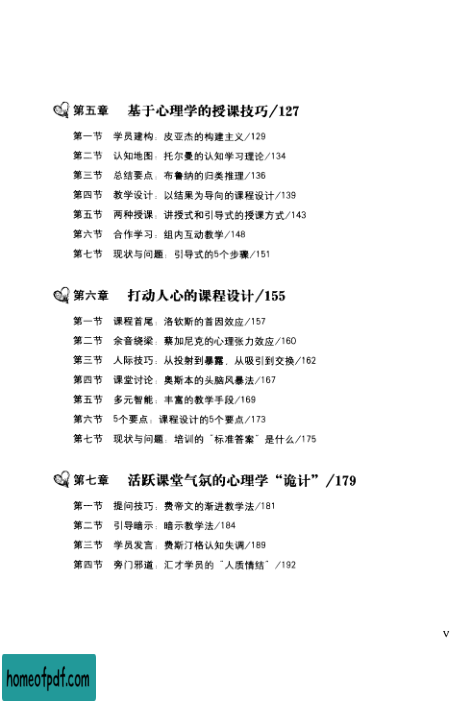 第五章 基于心理学的授课技巧/127
第一节 学员建构：皮亚杰的构建主义/129
第二节 认知地图：托尔曼的认知学习理论/134
第三节 总结要点：布鲁纳的归类推理/136
第四节 教学设计：以结果为导向的课程设计/139
第五节 两种授课：讲授式和引导式的授课方式/143
第六节 合作学习：组内互动教学/148
第七节 现状与问题：引导式的5个步骤/151
第六章 打动人心的课程设计/155
第一节 课程首尾：洛钦斯的首因效应/157
第二节 余音绕梁：蔡加尼克的心理张力效应/160
第三节 人际技巧：从投射到暴露，从吸引到交换/162
第四节 课堂讨论：奥斯本的头脑风暴法/167
第五节 多元智能：丰富的教学手段/169
第六节 5个要点：课程设计的5个要点/173
第七节 现状与问题：培训的“标准答案”是什么/175
第七章 活跃课堂气氛的心理学“诡计”/179
第一节 提问技巧：费帝文的渐进教学法/181
第二节 引导暗示：暗示教学法/184
第三节 学员发言：费斯汀格认知失调/189
第四节 旁门邪道：汇才学员的“人质情结”/192
V
homeofpdf.com